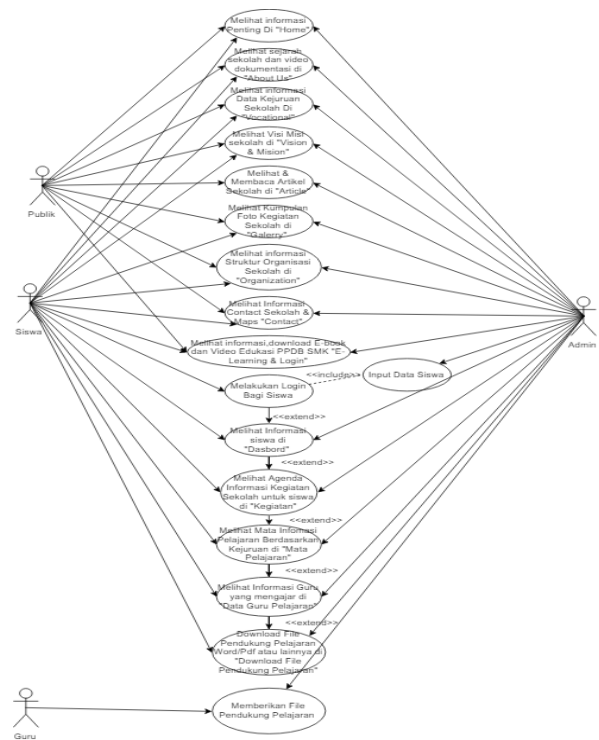 Melihat informasi
Penting Di "Home"
Melihat sejarah
sekolah dan video
dokumentasi di
"About Us"
Melihat informasi
Data Kejuruan
Sekolah Di
"Vocational"
Melihat Visi Misi
sekolah di "Vision
& Mision"
Melihat &
Membaca Artikel
Sekolah di "Article"
Melihat Kumpulan
Foto Kegiatan
Sekolah di
"Galerry"
Melihat informasi
Struktur Organisasi
Sekolah di
"Organization"
Melihat Informasi
Contact Sekolah &
Maps "Contact"
Melihat informasi,download E-book
dan Video Edukasi PPDB SMK "E-
Learning & Login"
Publik
Siswa
Admin
<<include>>
Input Data Siswa
Melakukan Login
Bagi Siswa
<<extend>>
Melihat Informasi
siswa di
"Dasbord"
<<extend>>
Melihat Agenda
Informasi Kegiatan
Sekolah untuk siswa
di "Kegiatan"
<<extend>>
Melihat Mata Infomasi
Pelajaran Berdasarkan
Kejuruan di "Mata
Pelajaran"
<<extend>>
Melihat Informasi Guru
yang mengajar di
"Data Guru Pelajaran"
<<extend>>
Download File
Pendukung Pelajaran
Word/Pdf atau lainnya di
"Download File
Pendukung Pelajaran"
Memberikan File
Pendukung Pelajaran
Guru